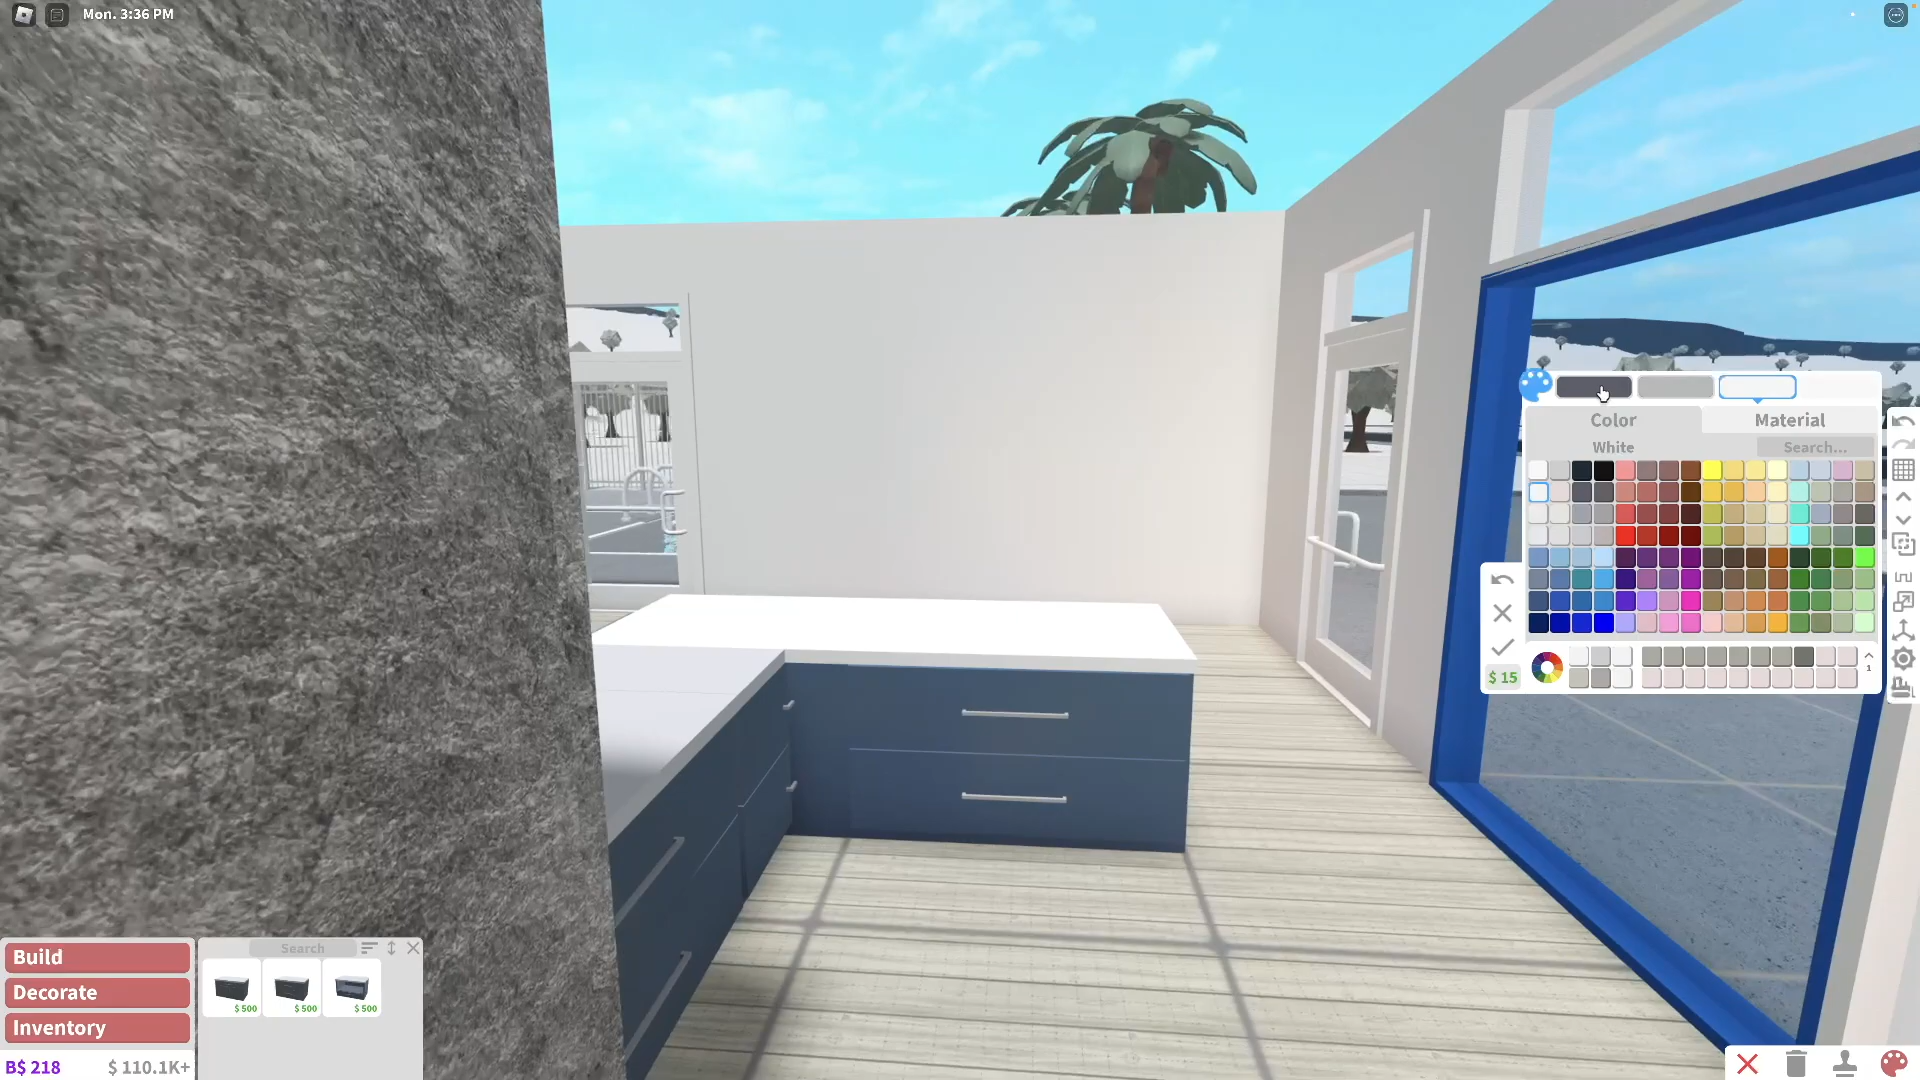 Mon. 3:36 PM
Color
Material
White
Search...
$ 15
Build
Decorate
Inventory
B$ 218
$ 110.1K+
Search
$ 500
$ 500
$ 500
1